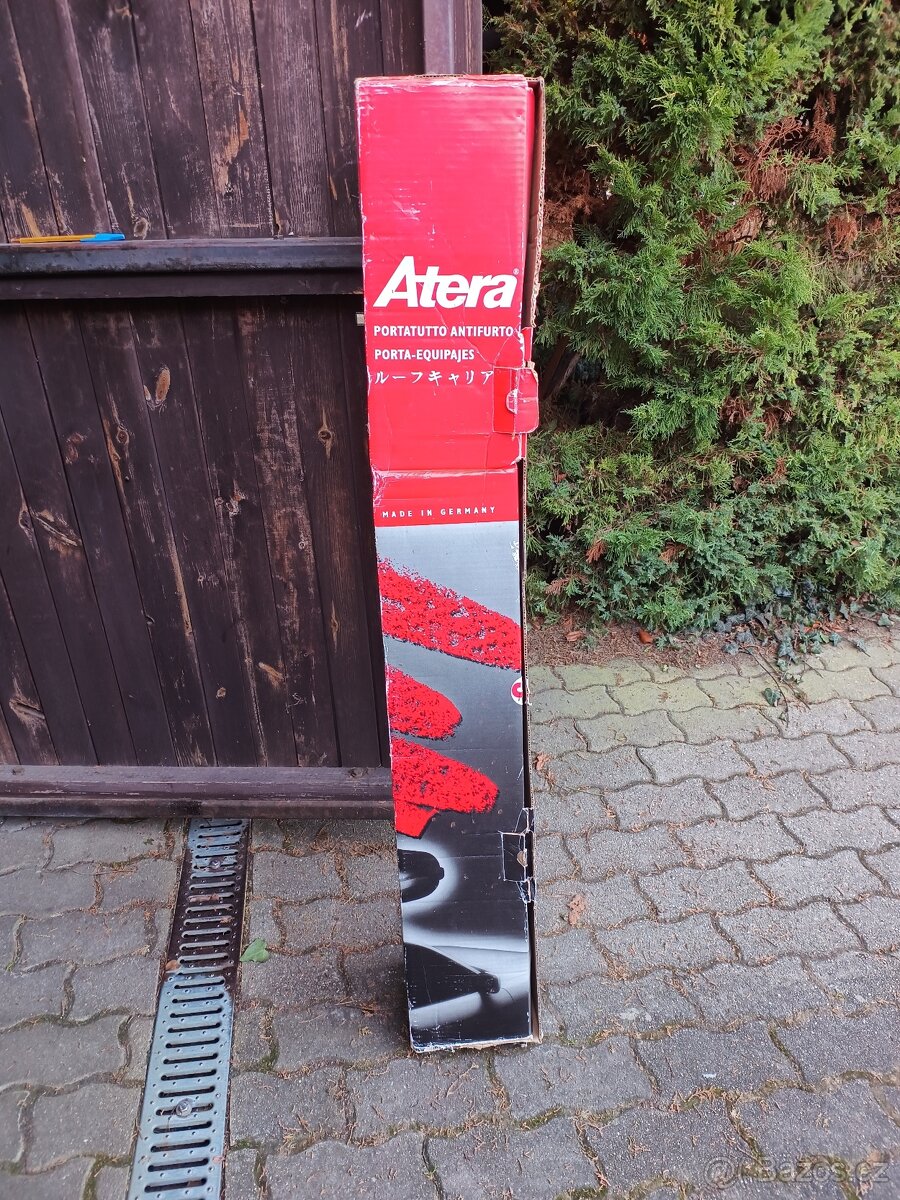 Atera®
PORTATUTTO ANTIFURTO
PORTA-EQUIPAJES
ルーフキャリア
MADE IN GERMANY
Bazos.cz